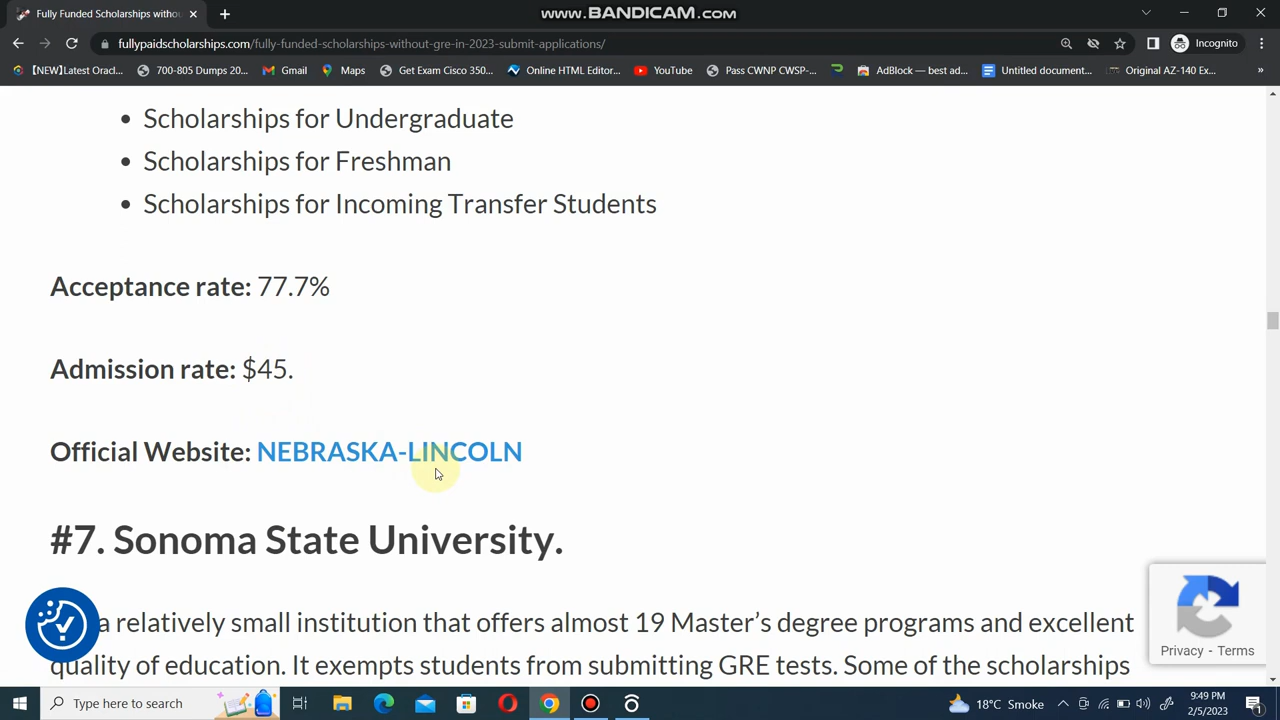 www.BANDICAM.com
Fully Funded Scholarships withou
fullypaidscholarships.com/fully-funded-scholarships-without-gre-in-2023-submit-applications/
Incognito
【NEW】Latest Oracl...
700-805 Dumps 20...
Gmail
Maps
Get Exam Cisco 350...
Online HTML Editor...
YouTube
Pass CWNP CWSP-...
AdBlock — best ad...
Untitled document...
Original AZ-140 Ex...
»
• Scholarships for Undergraduate
• Scholarships for Freshman
• Scholarships for Incoming Transfer Students
Acceptance rate: 77.7%
Admission rate: $45.
Official Website: NEBRASKA-LINCOLN
#7. Sonoma State University.
a relatively small institution that offers almost 19 Master’s degree programs and excellent
quality of education. It exempts students from submitting GRE tests. Some of the scholarships
Privacy - Terms
Type here to search
18°C Smoke
9:49 PM
2/5/2023
1